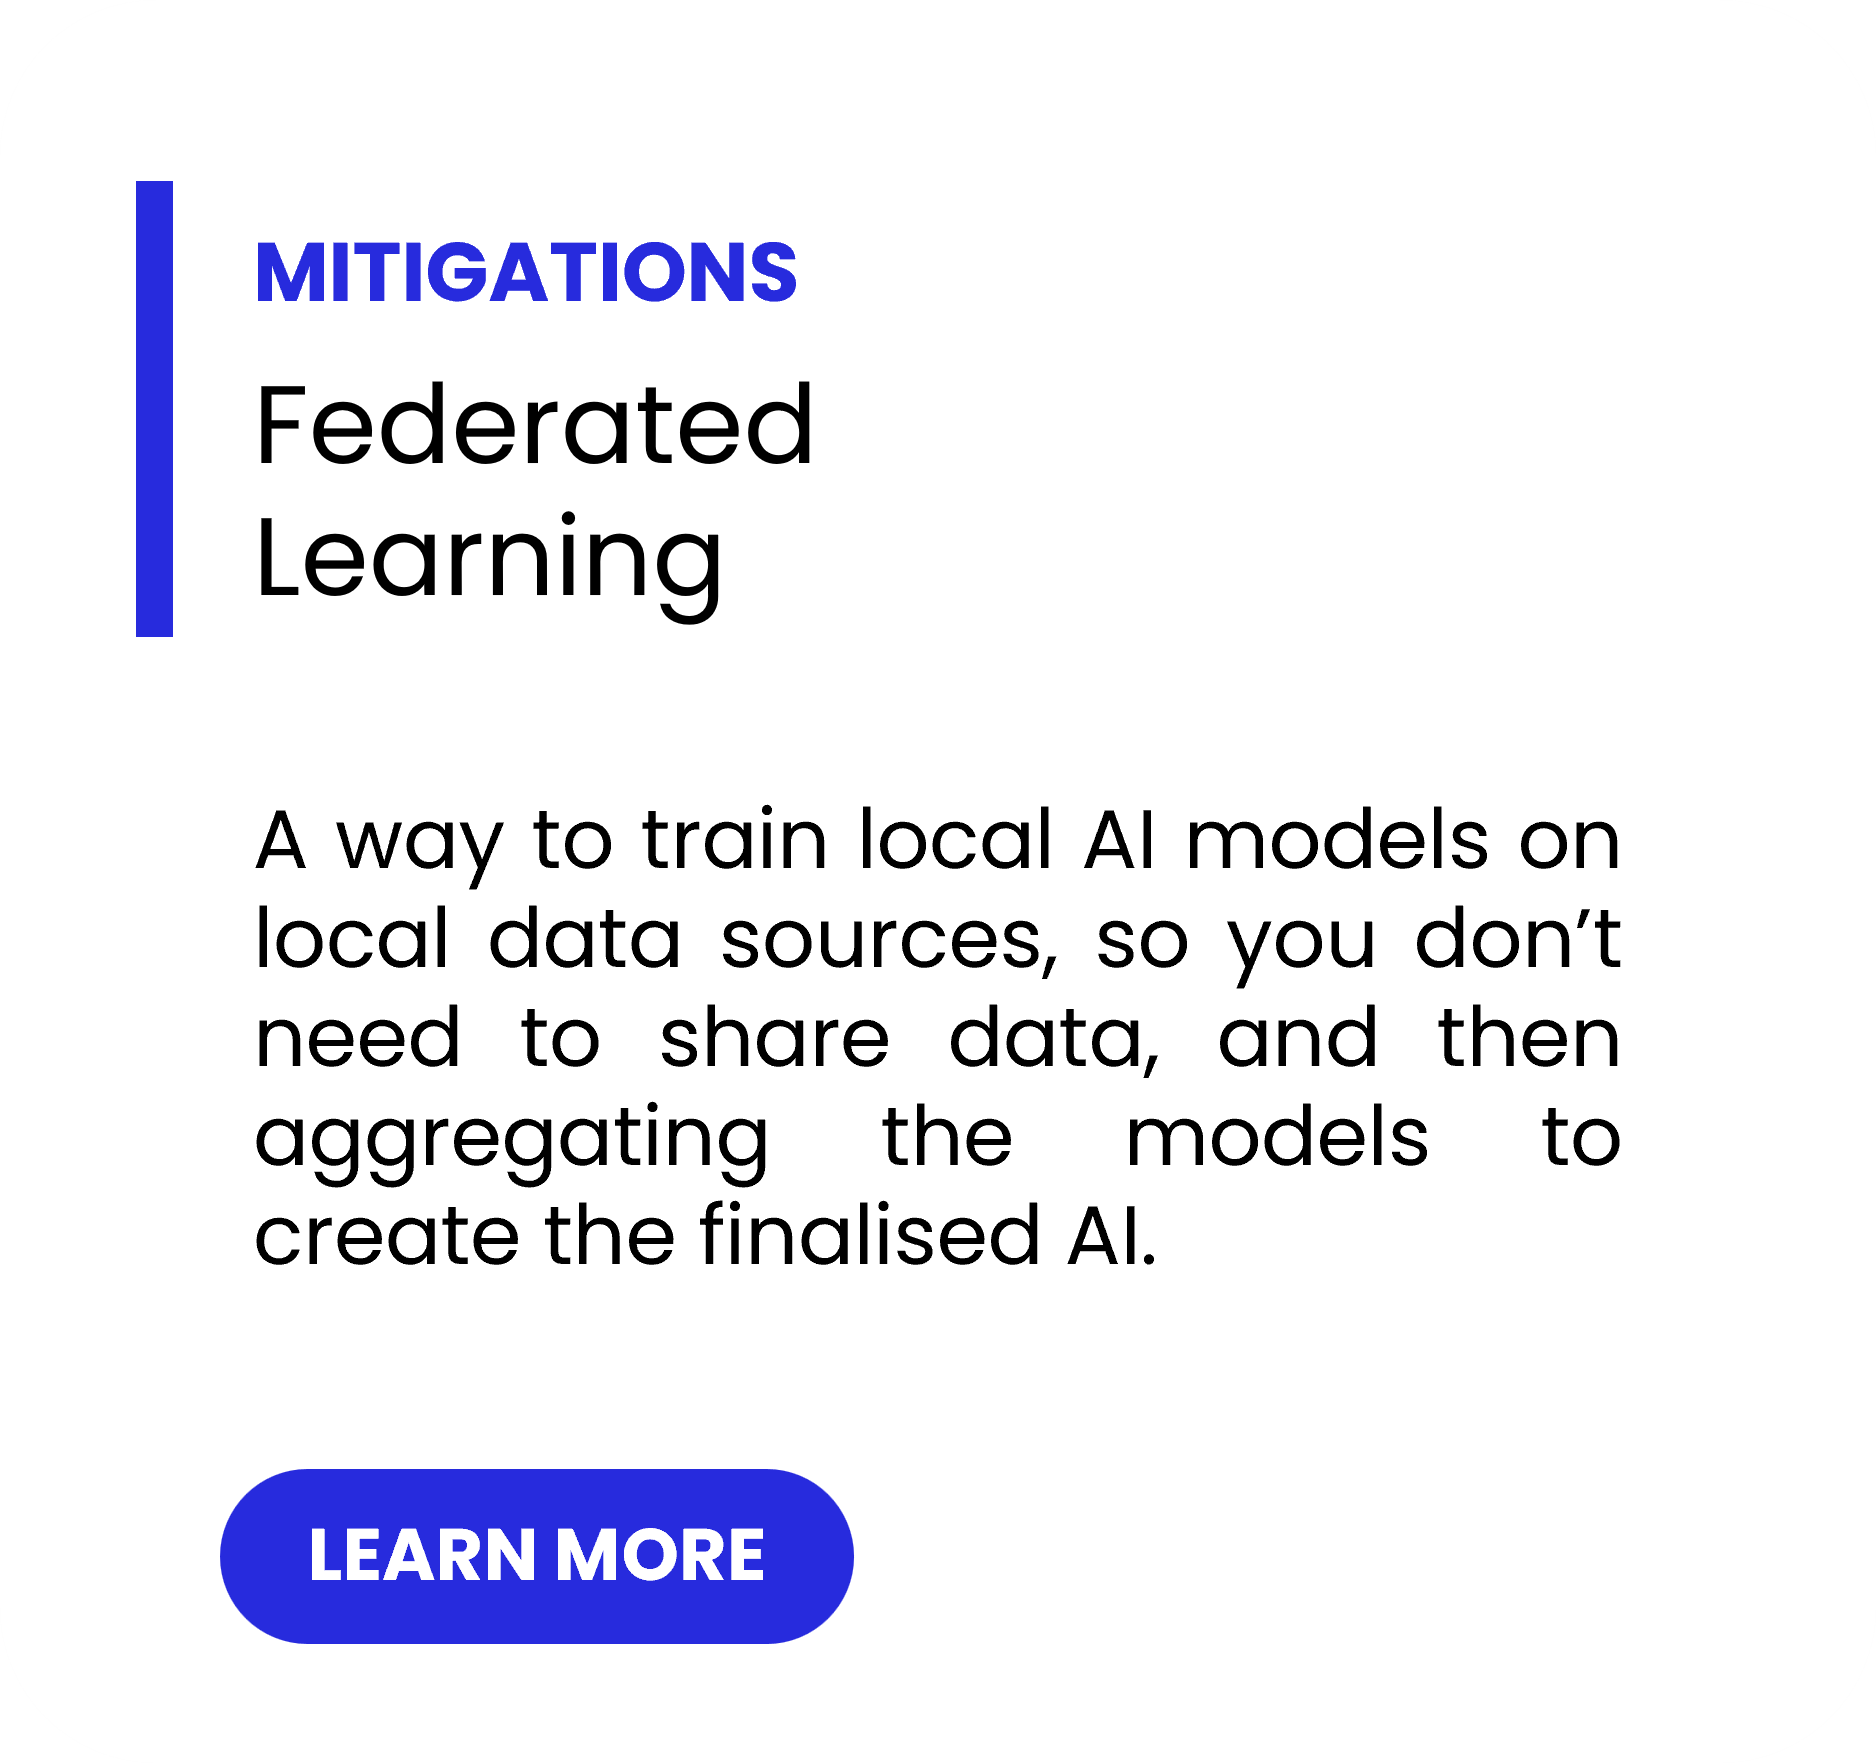 MITIGATIONS
Federated
Learning
A way to train local AI models on
local data sources, so you don’t
need to share data, and then
aggregating the models to
create the finalised AI.
LEARN MORE